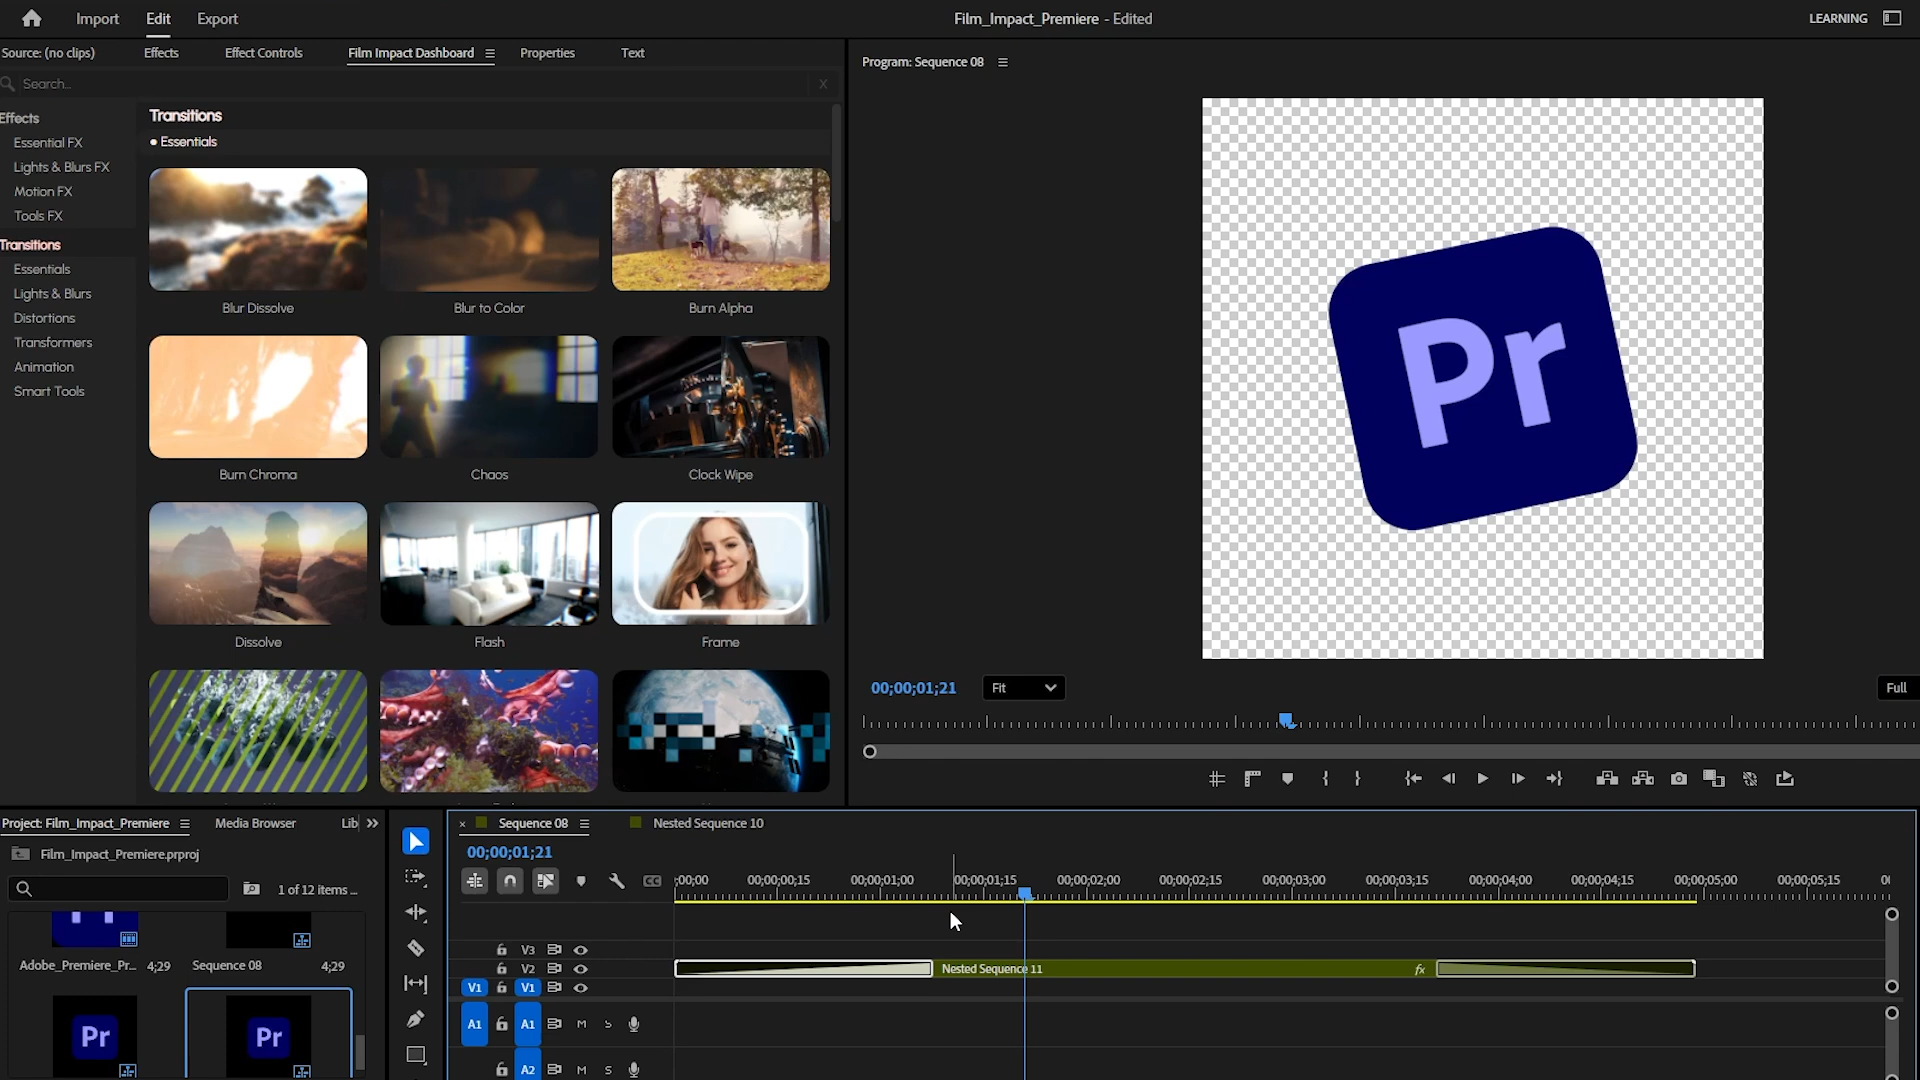 Import Edit Export Film_Impact_Premiere - Edited LEARNING
Source: (no clips) Effects Effect Controls Film Impact Dashboard Properties Text
Program: Sequence 08
Search...
X
Effects
Essential FX
Lights & Blurs FX
Motion FX
Tools FX
Transitions
Essentials
Lights & Blurs
Distortions
Transformers
Animation
Smart Tools
Transitions
Essentials
Blur Dissolve Blur to Color Burn Alpha
Burn Chroma Chaos Clock Wipe
Dissolve Flash Frame
Pr
00;00;01;21 Fit Full
Project: Film_Impact_Premiere Media Browser Lib
Film_Impact_Premiere.prproj
1 of 12 items ...
Adobe_Premiere_Pr... 4;29 Sequence 08 4;29
Pr Pr
× Sequence 08 Nested Sequence 10
00;00;01;21
CC ;00;00 00;00;00;15 00;00;01;00 00;00;01;15 00;00;02;00 00;00;02;15 00;00;03;00 00;00;03;15 00;00;04;00 00;00;04;15 00;00;05;00 00;00;05;15
V3
V2 Nested Sequence 11 fx
V1 V1
A1 A1 M S
A2 M S